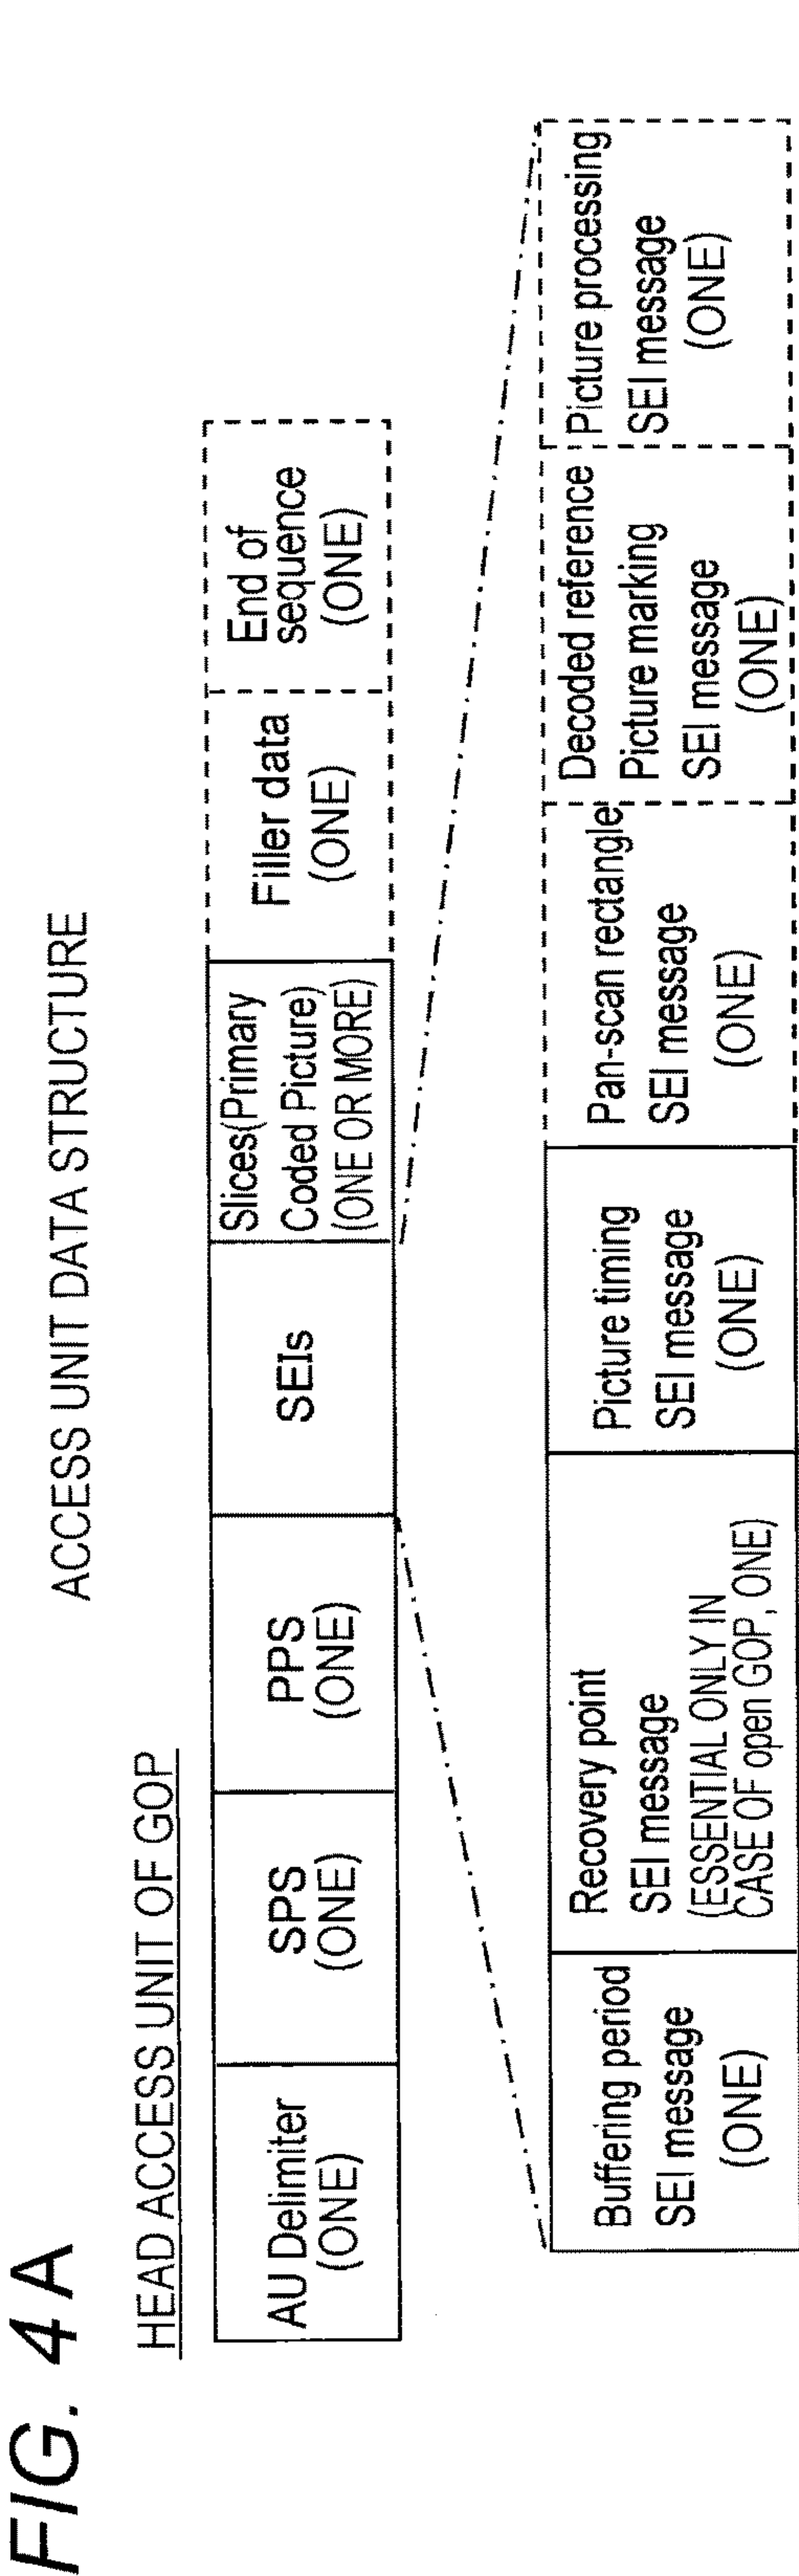 FIG. 4A
ACCESS UNIT DATA STRUCTURE
HEAD ACCESS UNIT OF GOP
AU Delimiter
(ONE)
SPS
(ONE)
PPS
(ONE)
SEIs
Slices(Primary
Coded Picture)
(ONE OR MORE)
Filler data
(ONE)
End of
sequence
(ONE)
Buffering period
SEI message
(ONE)
Recovery point
SEI message
(ESSENTIAL ONLY IN
CASE OF open GOP, ONE)
Picture timing
SEI message
(ONE)
Pan-scan rectangle
SEI message
(ONE)
Decoded reference
Picture marking
SEI message
(ONE)
Picture processing
SEI message
(ONE)